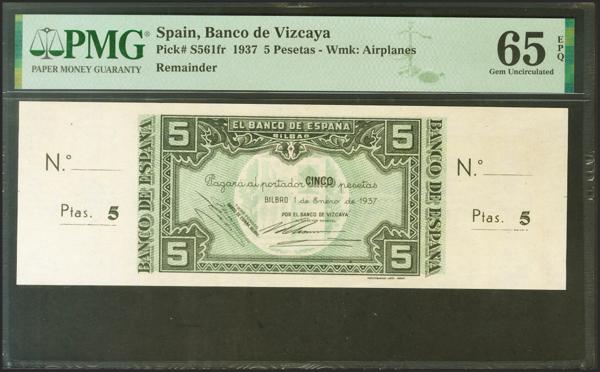 PMG
PAPER MONEY GUARANTY
Spain, Banco de Vizcaya
Pick# S561fr 1937 5 Pesetas - Wmk: Airplanes
Remainder
65 EPQ
Gem Uncirculated
N.º
Ptas. 5
BANCO DE ESPAÑA
5
EL BANCO DE ESPAÑA
BILBAO
5
Pagará al portador CINCO pesetas
BILBAO 1 de Enero de 1937
POR EL BANCO DE VIZCAYA
5
5
BANCO DE ESPAÑA
N.º
Ptas. 5